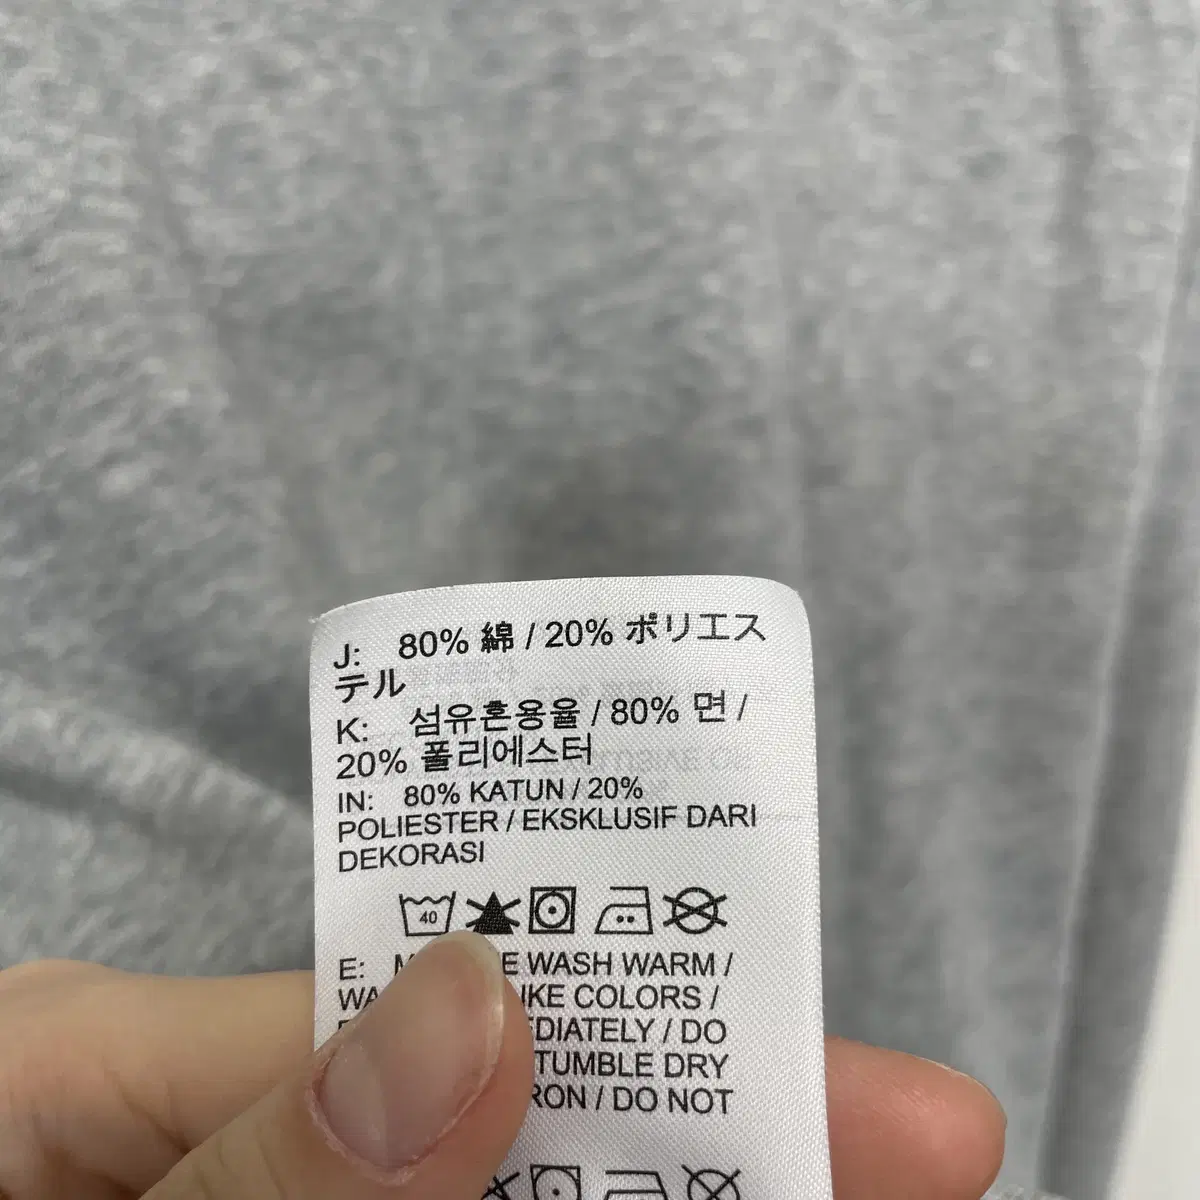 J: 80% 綿 / 20% ポリエス
テル
K: 섬유혼용율 / 80% 면 /
20% 폴리에스터
IN: 80% KATUN / 20%
POLIESTER / EKSKLUSIF DARI
DEKORASI
40
E: WASH WARM /
COLORS /
/ DO
TUMBLE DRY
/ DO NOT